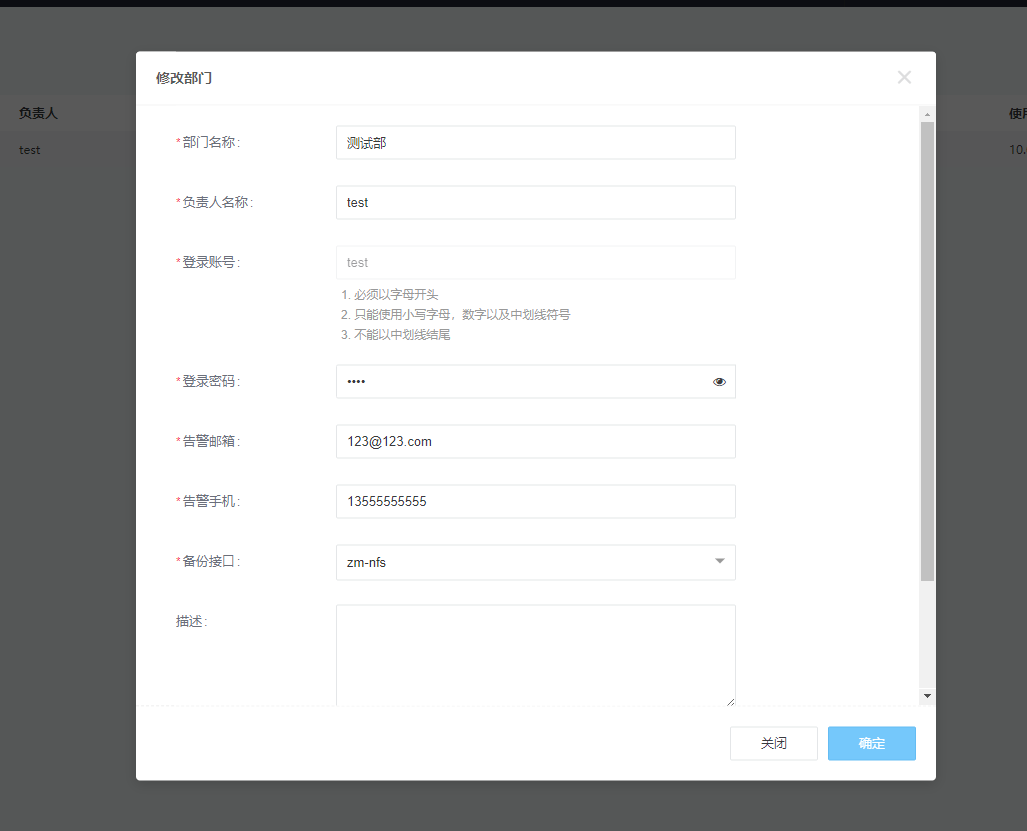 修改部门
负责人
使用
test
10,
*部门名称:
测试部
*负责人名称:
test
*登录账号:
test
1. 必须以字母开头
2. 只能使用小写字母，数字以及中划线符号
3. 不能以中划线结尾
*登录密码:
••••
*告警邮箱:
123@123.com
*告警手机:
13555555555
*备份接口:
zm-nfs
描述:
关闭
确定